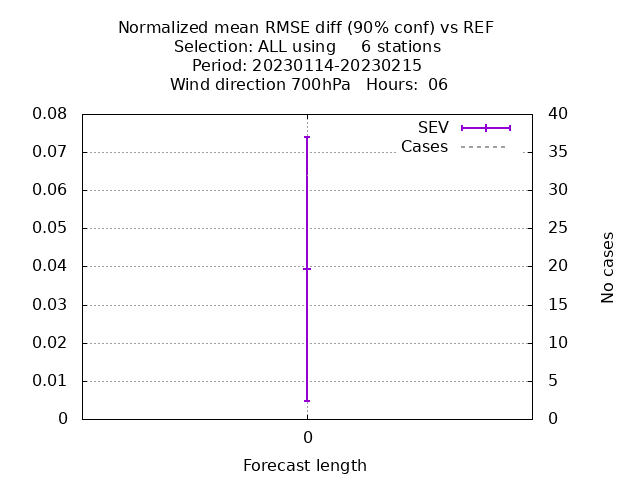 Normalized mean RMSE diff (90% conf) vs REF
Selection: ALL using     6 stations
Period: 20230114-20230215
Wind direction 700hPa   Hours:  06
0.08
0.07
0.06
0.05
0.04
0.03
0.02
0.01
0
SEV
Cases
40
35
30
25
20
15
10
5
0
No cases
0
Forecast length